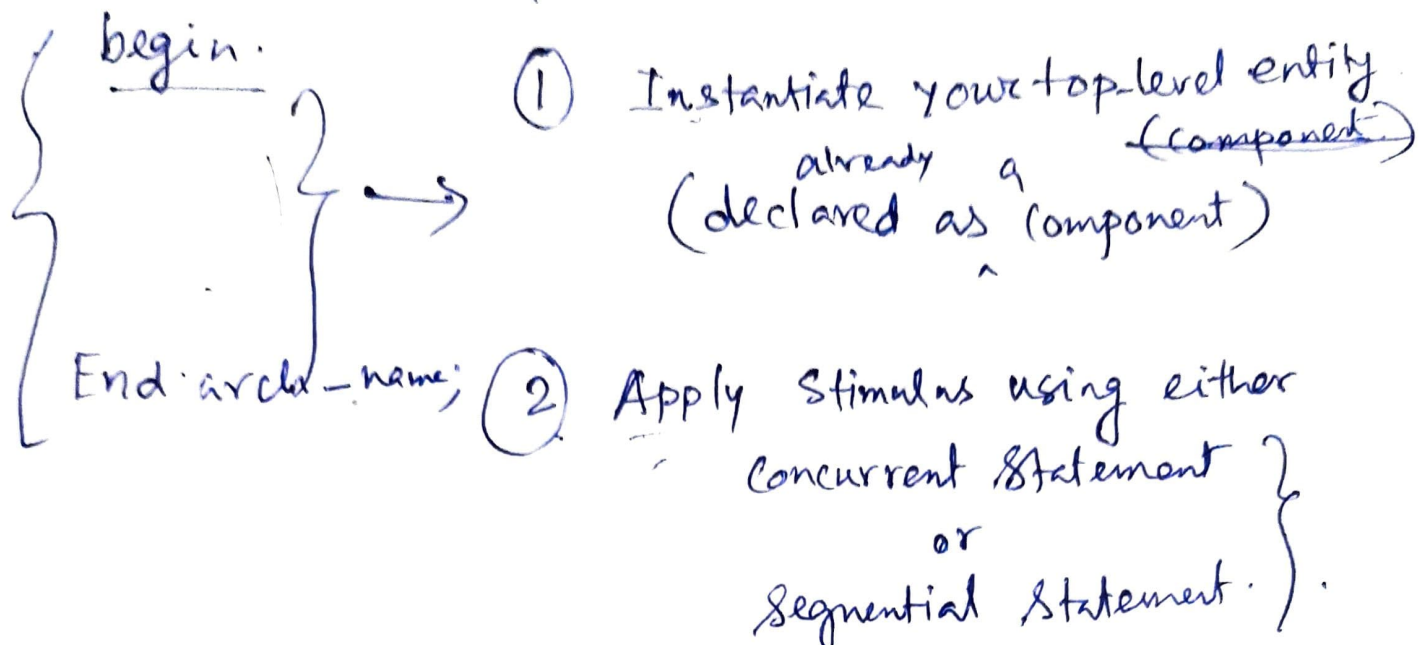 begin.
① Instantiate your top-level entity
(component)
already a
(declared as component)
End arch_name;
② Apply Stimulus using either
Concurrent Statement
or
Sequential Statement.